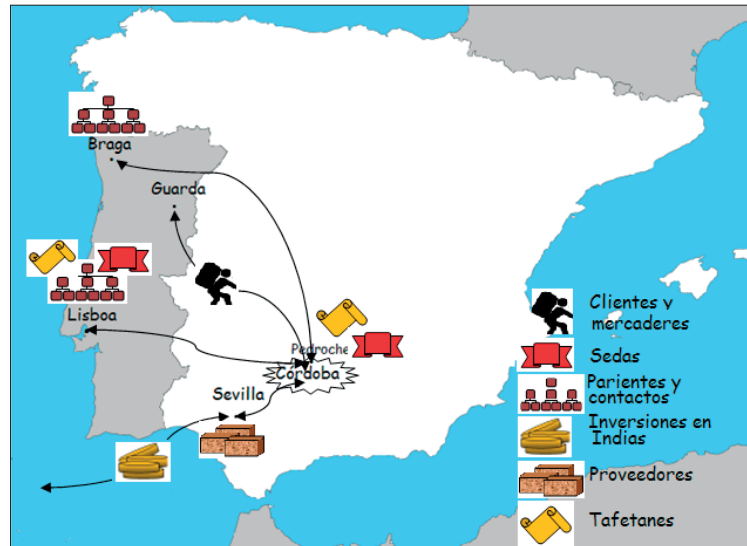 Braga
Guarda
Lisboa
Pedroche
Córdoba
Sevilla
Clientes y
mercaderes
Sedas
Parientes y
contactos
Inversiones en
Indias
Proveedores
Tafetanes